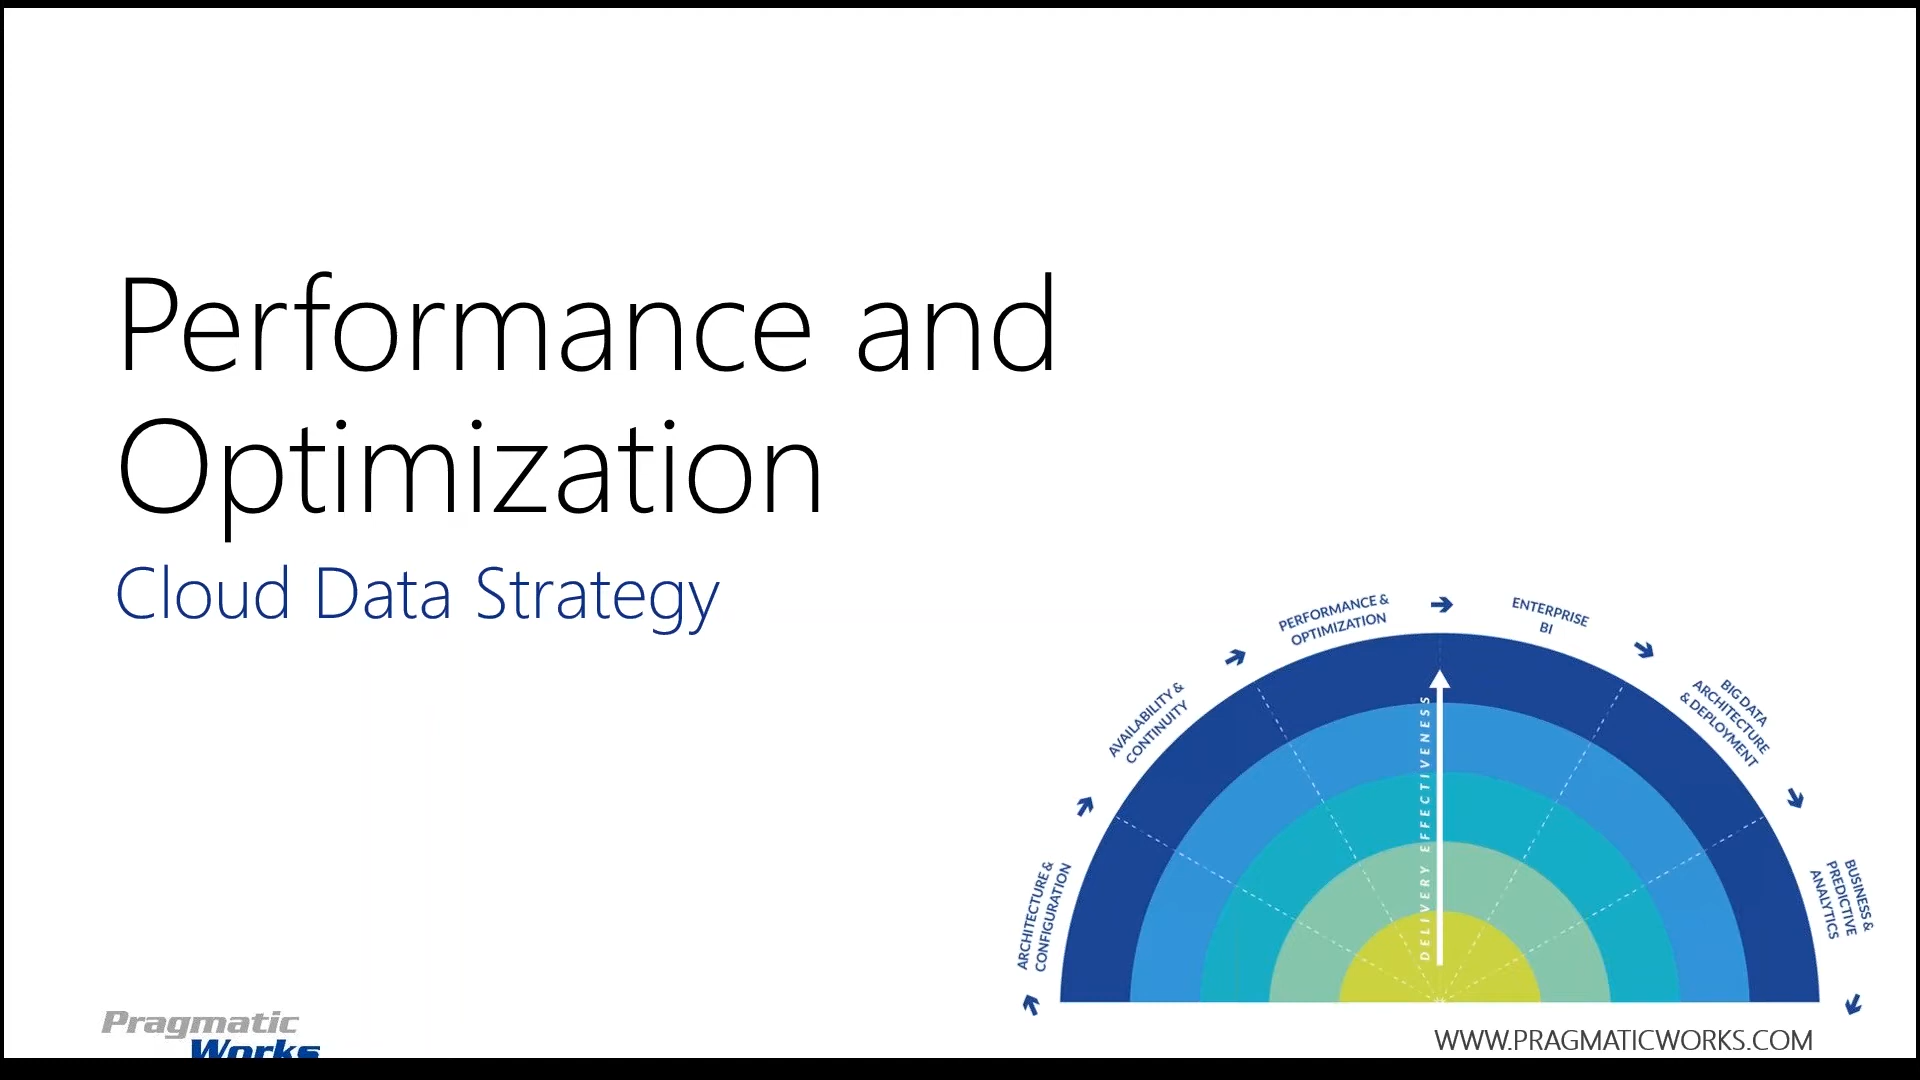 Performance and
Optimization
Cloud Data Strategy
PERFORMANCE &
OPTIMIZATION
ENTERPRISE
BI
AVAILABILITY &
CONTINUITY
BIG DATA
ARCHITECTURE
& DEPLOYMENT
ARCHITECTURE &
CONFIGURATION
BUSINESS &
PREDICTIVE
ANALYTICS
DELIVERY EFFECTIVENESS
Pragmatic
Works
WWW.PRAGMATICWORKS.COM